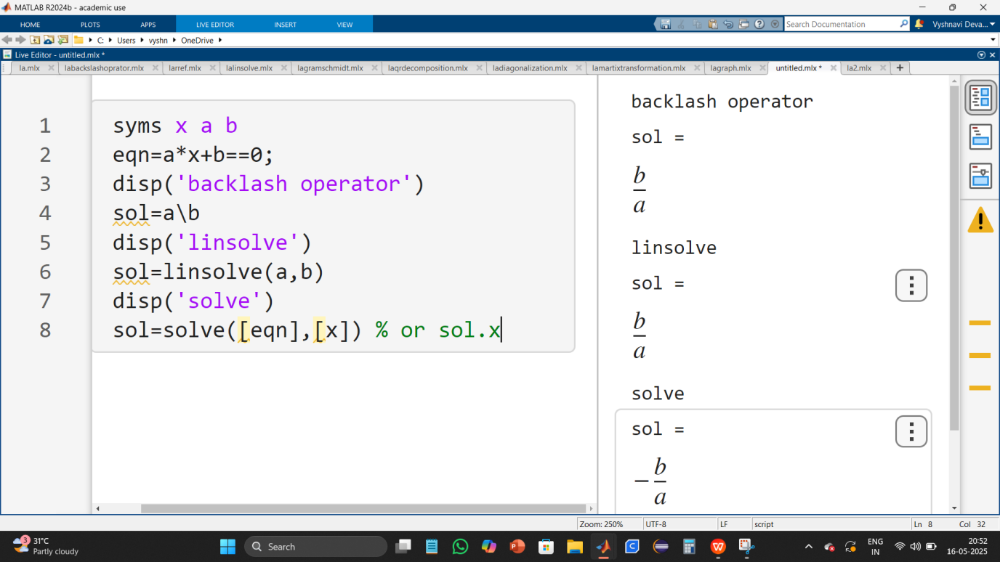 MATLAB R2024b - academic use
HOME PLOTS APPS LIVE EDITOR INSERT VIEW Search Documentation Vyshnavi Deva...
C: Users vyshn OneDrive
Live Editor - untitled.mlx *
la.mlx labackslashoprator.mlx larref.mlx lalinsolve.mlx lagramschmidt.mlx laqrdecomposition.mlx ladiagonalization.mlx lamartixtransformation.mlx lagraph.mlx untitled.mlx * la2.mlx +
1 syms x a b
2 eqn=a*x+b==0;
3 disp('backlash operator')
4 sol=a\b
5 disp('linsolve')
6 sol=linsolve(a,b)
7 disp('solve')
8 sol=solve([eqn],[x]) % or sol.x
backlash operator
sol =
b
a
linsolve
sol =
b
a
solve
sol =
− b
a
Zoom: 250% UTF-8 LF script Ln 8 Col 32
3
31°C
Partly cloudy
Search
ENG
IN
20:52
16-05-2025